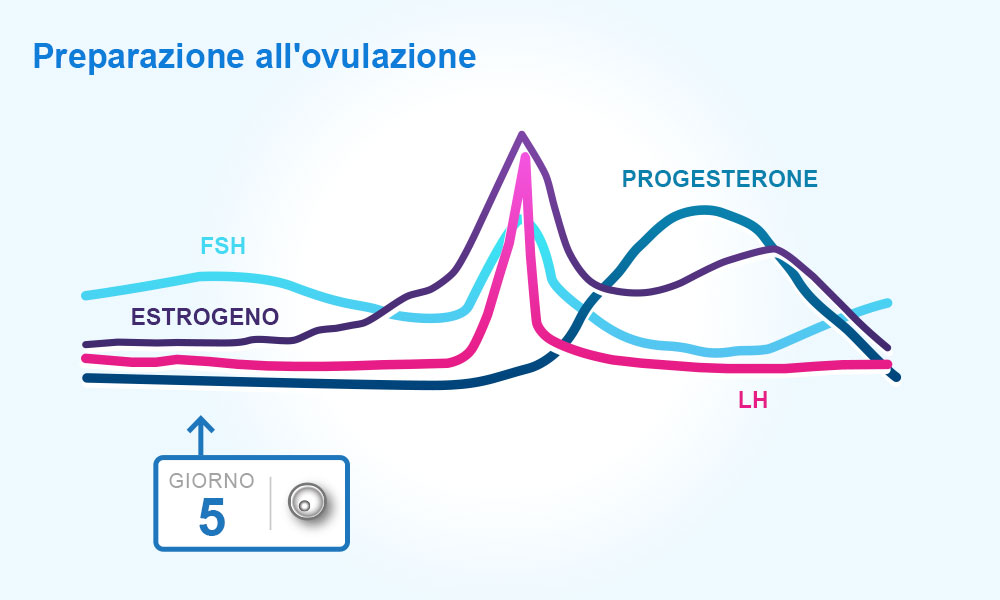 Preparazione all'ovulazione
PROGESTERONE
FSH
ESTROGENO
LH
GIORNO
5